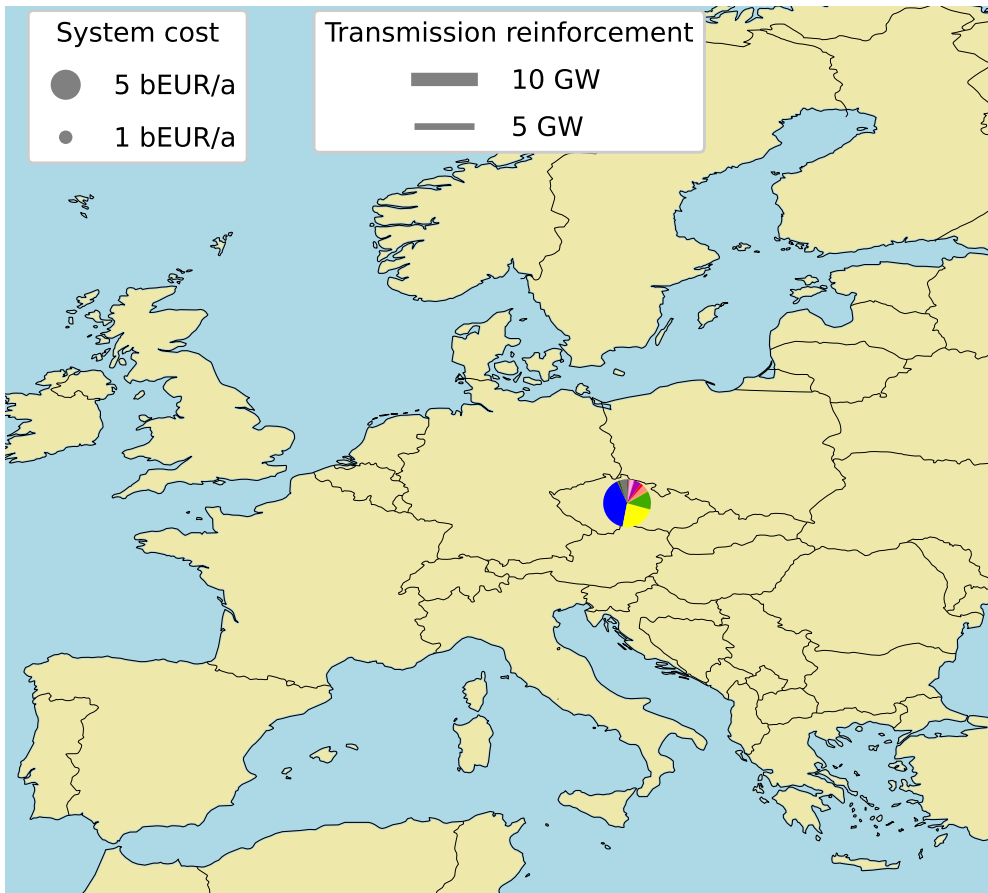 System cost
5 bEUR/a
1 bEUR/a
Transmission reinforcement
10 GW
5 GW